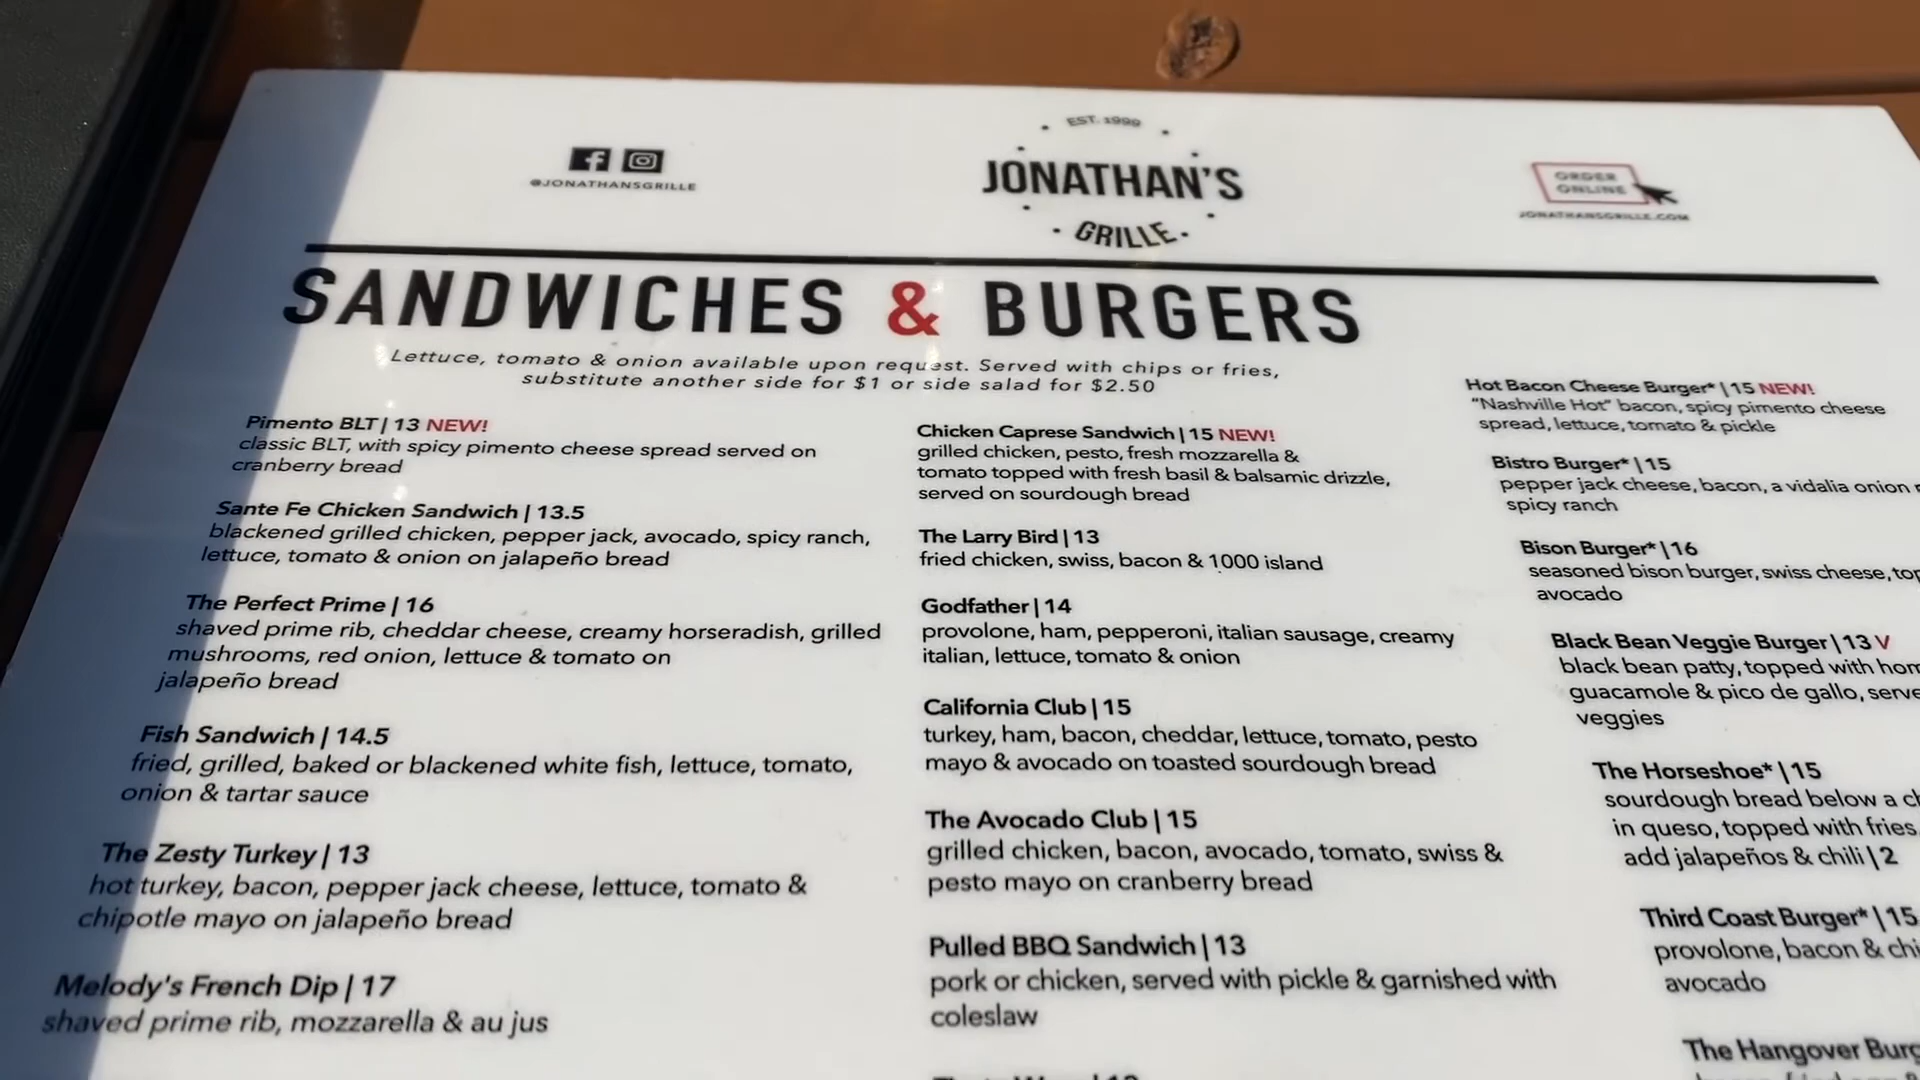 EST. 1999
JONATHAN'S
GRILLE
@JONATHANSGRILLE
ORDER
ONLINE
JONATHANSGRILLE.COM
SANDWICHES & BURGERS
Lettuce, tomato & onion available upon request. Served with chips or fries,
substitute another side for $1 or side salad for $2.50
Pimento BLT | 13 NEW!
classic BLT, with spicy pimento cheese spread served on
cranberry bread
Sante Fe Chicken Sandwich | 13.5
blackened grilled chicken, pepper jack, avocado, spicy ranch,
lettuce, tomato & onion on jalapeño bread
The Perfect Prime | 16
shaved prime rib, cheddar cheese, creamy horseradish, grilled
mushrooms, red onion, lettuce & tomato on
jalapeño bread
Fish Sandwich | 14.5
fried, grilled, baked or blackened white fish, lettuce, tomato,
onion & tartar sauce
The Zesty Turkey | 13
hot turkey, bacon, pepper jack cheese, lettuce, tomato &
chipotle mayo on jalapeño bread
Melody's French Dip | 17
shaved prime rib, mozzarella & au jus
Chicken Caprese Sandwich | 15 NEW!
grilled chicken, pesto, fresh mozzarella &
tomato topped with fresh basil & balsamic drizzle,
served on sourdough bread
The Larry Bird | 13
fried chicken, swiss, bacon & 1000 island
Godfather | 14
provolone, ham, pepperoni, italian sausage, creamy
italian, lettuce, tomato & onion
California Club | 15
turkey, ham, bacon, cheddar, lettuce, tomato, pesto
mayo & avocado on toasted sourdough bread
The Avocado Club | 15
grilled chicken, bacon, avocado, tomato, swiss &
pesto mayo on cranberry bread
Pulled BBQ Sandwich | 13
pork or chicken, served with pickle & garnished with
coleslaw
Hot Bacon Cheese Burger* | 15 NEW!
"Nashville Hot" bacon, spicy pimento cheese
spread, lettuce, tomato & pickle
Bistro Burger* | 15
pepper jack cheese, bacon, a vidalia onion
spicy ranch
Bison Burger* | 16
seasoned bison burger, swiss cheese,
avocado
Black Bean Veggie Burger | 13 V
black bean patty, topped with
guacamole & pico de gallo,
veggies
The Horseshoe* | 15
sourdough bread below a
in queso, topped with fries
add jalapeños & chili | 2
Third Coast Burger* | 15
provolone, bacon &
avocado
The Hangover